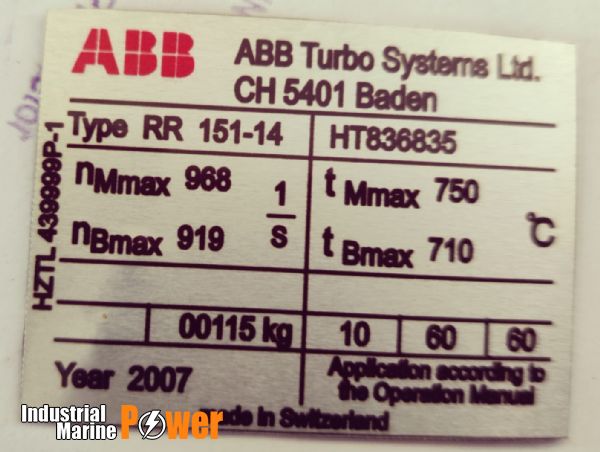 ABB
ABB Turbo Systems Ltd.
CH 5401 Baden
Type RR 151-14
HT836835
nMmax 968
nBmax 919
1/S
t Mmax 750
t Bmax 710
°C
00115 kg
10
60
60
Year 2007
Application according to
the Operation Manual
Made in Switzerland
HZTL 439999P-1
Industrial
Marine Power